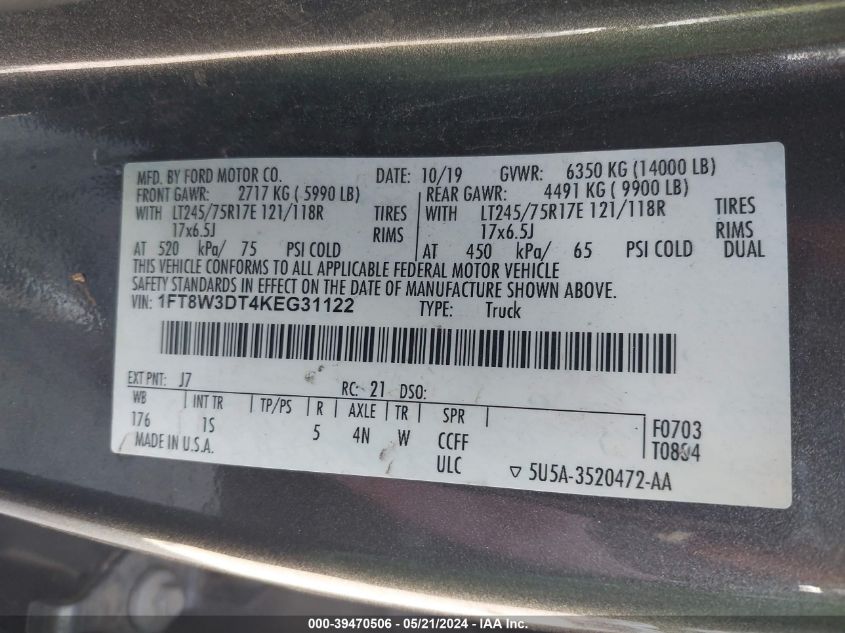 MFD. BY FORD MOTOR CO. DATE: 10/19 GVWR: 6350 KG (14000 LB)
FRONT GAWR: 2717 KG ( 5990 LB) REAR GAWR: 4491 KG ( 9900 LB)
WITH LT245/75R17E 121/118R TIRES WITH LT245/75R17E 121/118R TIRES
17x6.5J RIMS 17x6.5J RIMS
AT 520 kPa/ 75 PSI COLD AT 450 kPa/ 65 PSI COLD DUAL
THIS VEHICLE CONFORMS TO ALL APPLICABLE FEDERAL MOTOR VEHICLE
SAFETY STANDARDS IN EFFECT ON THE DATE OF MANUFACTURE SHOWN ABOVE.
VIN: 1FT8W3DT4KEG31122 TYPE: Truck
EXT PNT: J7 RC: 21 DSO:
WB INT TR TP/PS R AXLE TR SPR
176 1S 5 4N W CCFF F0703
MADE IN U.S.A. ULC T0804
▽ 5U5A-3520472-AA
000-39470506 - 05/21/2024 - IAA Inc.